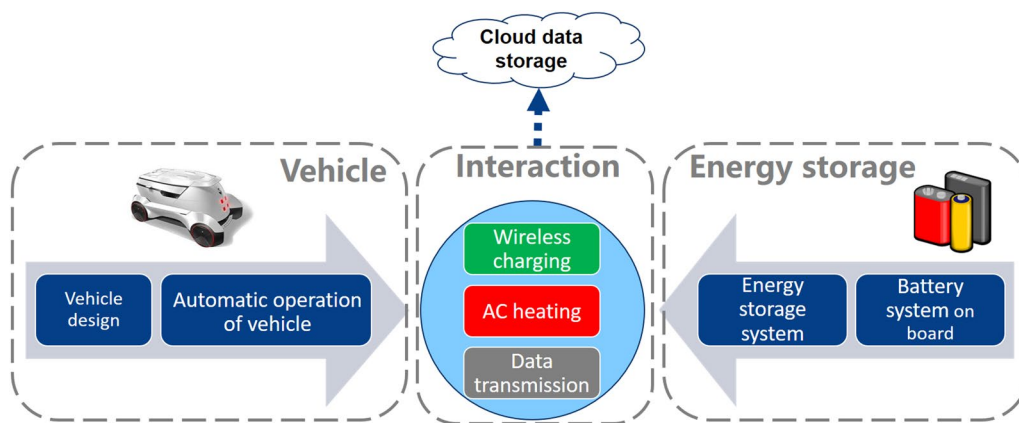 Cloud data
storage
Vehicle
Interaction
Energy storage
Vehicle
design
Automatic operation
of vehicle
Wireless
charging
AC heating
Data
transmission
Energy
storage
system
Battery
system on
board